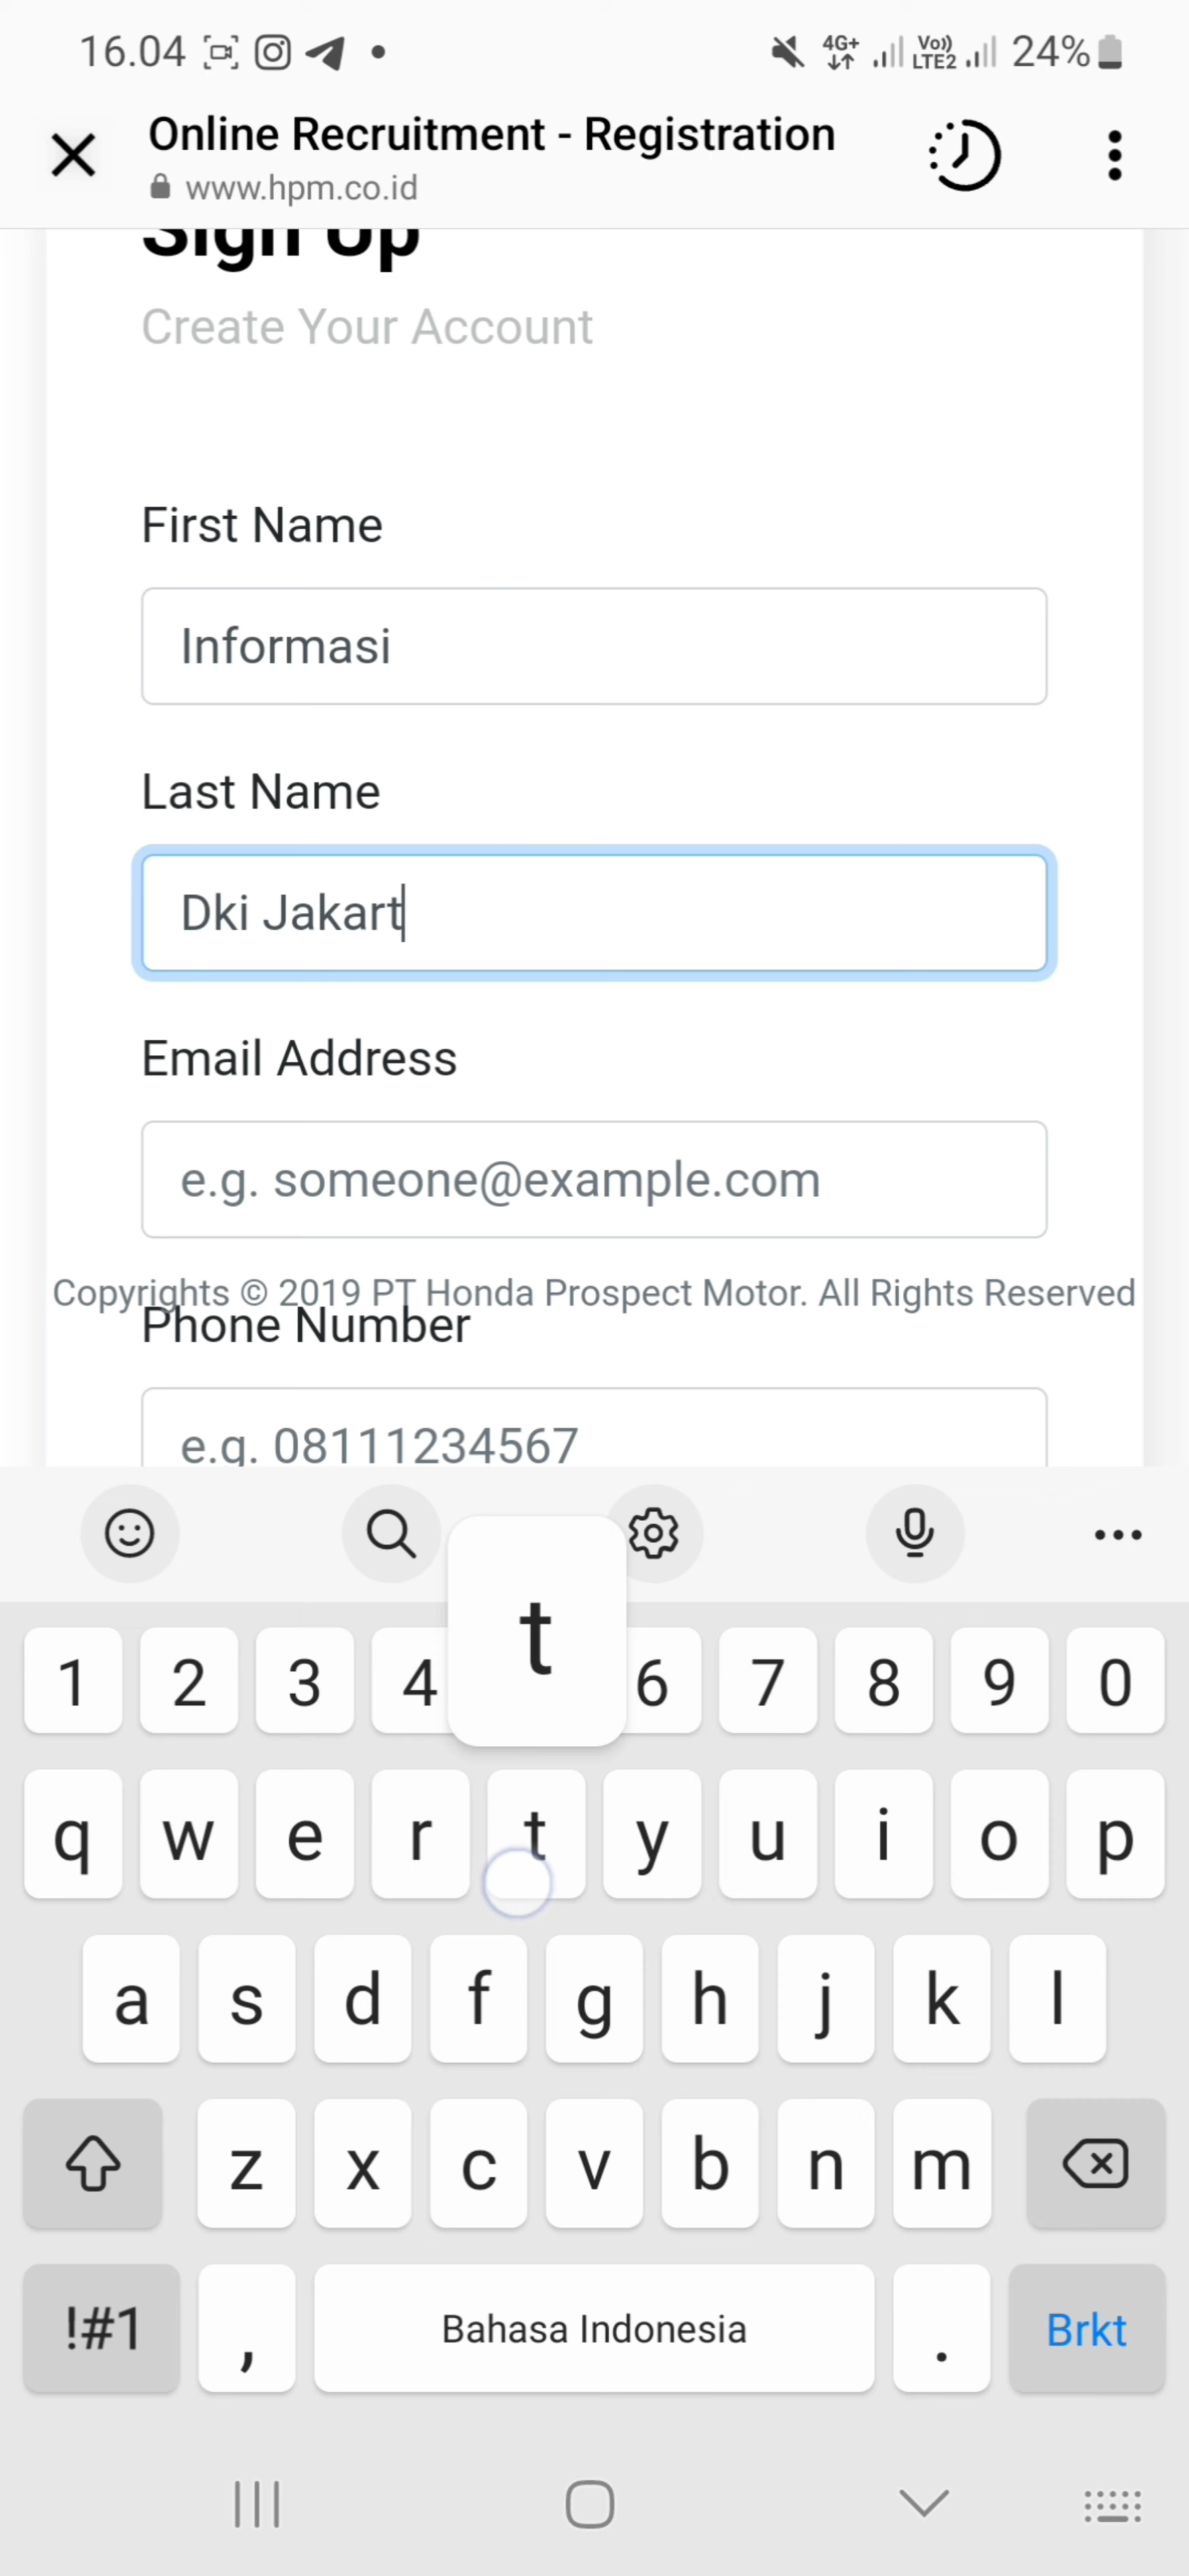 16.04
4G+ Vo)) LTE2 24%
Online Recruitment - Registration
www.hpm.co.id
Sign Up
Create Your Account
First Name
Informasi
Last Name
Dki Jakart
Email Address
e.g. someone@example.com
Copyrights © 2019 PT Honda Prospect Motor. All Rights Reserved
Phone Number
e.g. 08111234567
t
1 2 3 4 6 7 8 9 0
q w e r t y u i o p
a s d f g h j k l
z x c v b n m
!#1 , Bahasa Indonesia . Brkt